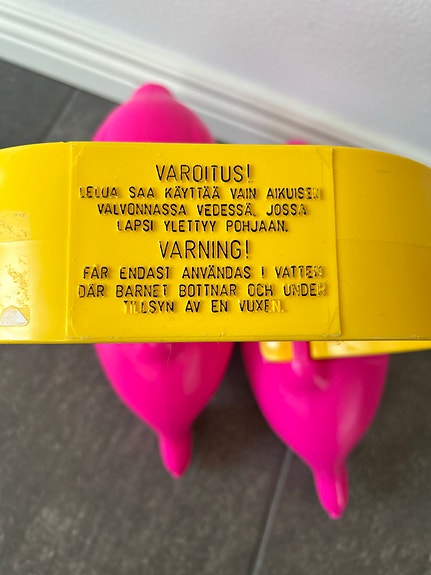 VAROITUS!
LELUA SAA KÄYTTÄÄ VAIN AIKUISEN
VALVONNASSA VEDESSÄ, JOSSA
LAPSI YLETTYY POHJAAN.
VARNING!
FÅR ENDAST ANVÄNDAS I VATTEN
DÄR BARNET BOTTNAR OCH UNDER
TILLSYN AV EN VUXEN.